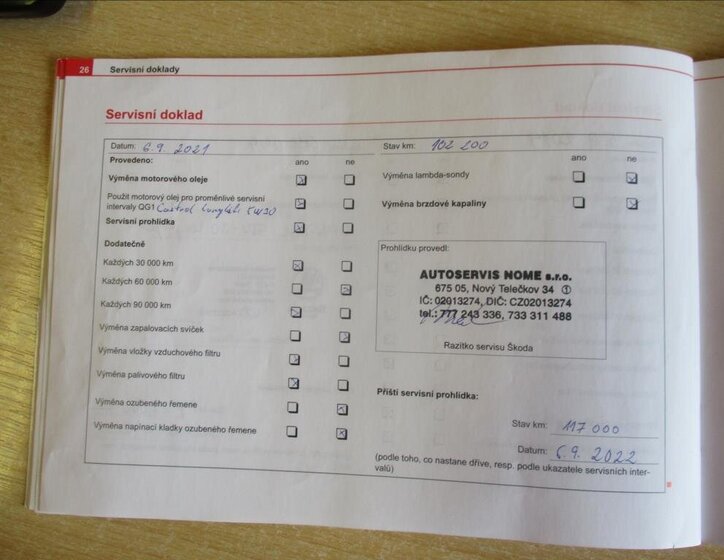 26 Servisní doklady
Servisní doklad
Datum: 6.9. 2021
Provedeno: ano ne
Výměna motorového oleje
Použit motorový olej pro proměnlivé servisní
intervaly QG1 Castrol 5W30
Servisní prohlídka
Dodatečně
Každých 30 000 km
Každých 60 000 km
Každých 90 000 km
Výměna zapalovacích svíček
Výměna vložky vzduchového filtru
Výměna palivového filtru
Výměna ozubeného řemene
Výměna napínací kladky ozubeného řemene
Stav km: 102 200
ano ne
Výměna lambda-sondy
Výměna brzdové kapaliny
Prohlídku provedl:
AUTOSERVIS NOME s.r.o.
675 05, Nový Telečkov 34 ①
IČ: 02013274, DIČ: CZ02013274
tel.: 777 243 336, 733 311 488
Razítko servisu Škoda
Příští servisní prohlídka:
Stav km: 117 000
Datum: 6.9. 2022
(podle toho, co nastane dříve, resp. podle ukazatele servisních inter-
valů)